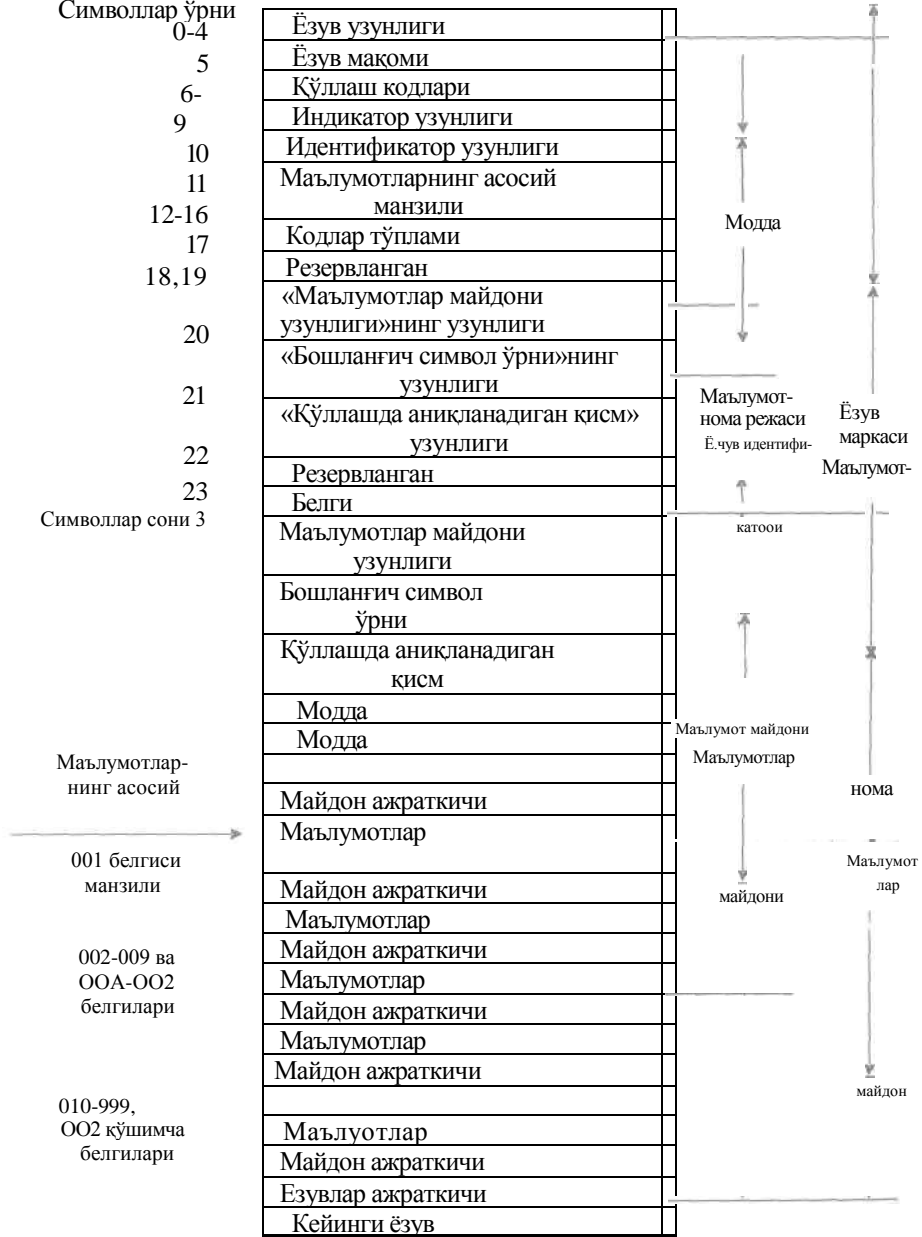 Символлар ўрни
0-4
5
6-
9
10
11
12-16
17
18,19
20
21
22
23
Символлар сони 3
Маълумотлар-
нинг асосий
001 белгиси
манзили
002-009 ва
ООА-ОО2
белгилари
010-999,
ОО2 қўшимча
белгилари
Ёзув узунлиги
Ёзув мақоми
Қўллаш кодлари
Индикатор узунлиги
Идентификатор узунлиги
Маълумотларнинг асосий
манзили
Кодлар тўплами
Резервланган
«Маълумотлар майдони
узунлиги»нинг узунлиги
«Бошланғич символ ўрни»нинг
узунлиги
«Қўллашда аниқланадиган қисм»
узунлиги
Резервланган
Белги
Маълумотлар майдони
узунлиги
Бошланғич символ
ўрни
Қўллашда аниқланадиган
қисм
Модда
Модда
Майдон ажраткичи
Маълумотлар
Майдон ажраткичи
Маълумотлар
Майдон ажраткичи
Маълумотлар
Майдон ажраткичи
Маълумотлар
Майдон ажраткичи
Маълуотлар
Майдон ажраткичи
Езувлар ажраткичи
Кейинги ёзув
Модда
Маълумот-
нома режаси
Ё.чув идентифи-
катоои
Маълумот майдони
Маълумотлар
майдони
Ёзув
маркаси
Маълумот-
нома
Маълумот
лар
майдон